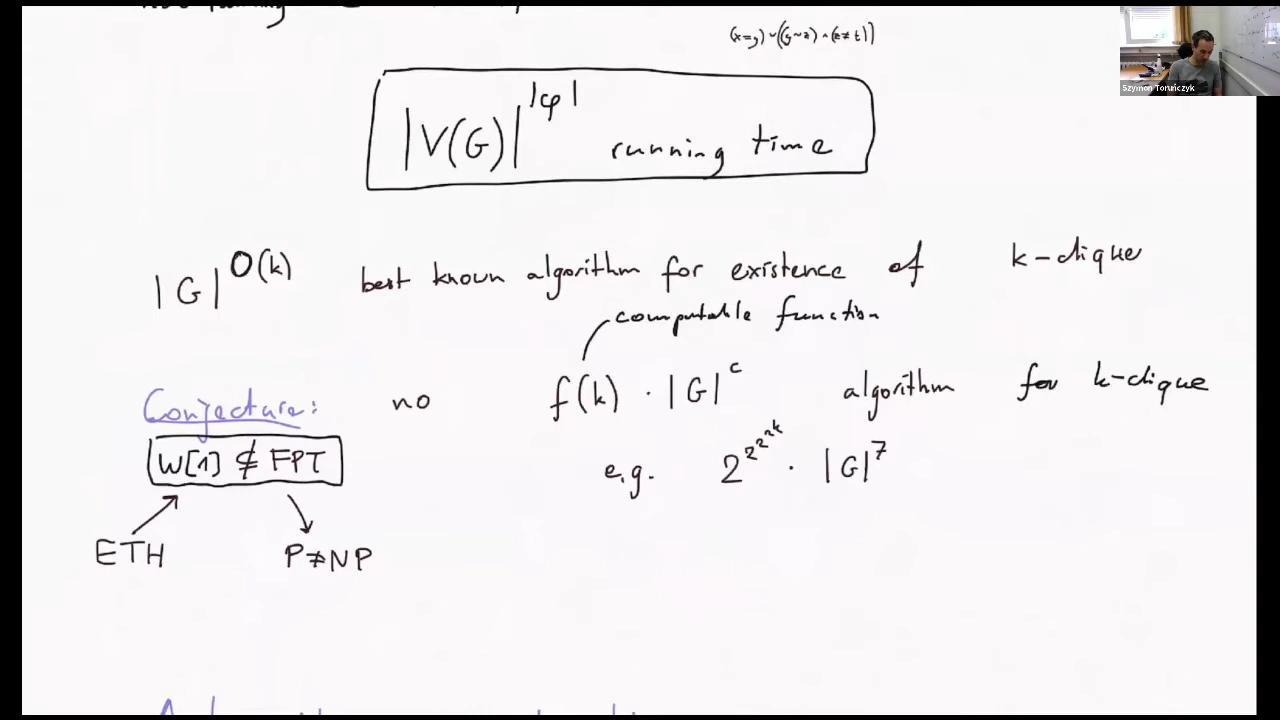 (x=y) ∨ ((y~z) ∧ (z≠t))
Szymon Toruńczyk
|V(G)|^|φ| running time
|G|^O(k) best known algorithm for existence of k-clique
computable function
Conjecture: no f(k) · |G|^c algorithm for k-clique
W[1] ⊄ FPT
e.g. 2^2^2^2^k · |G|^7
ETH P≠NP